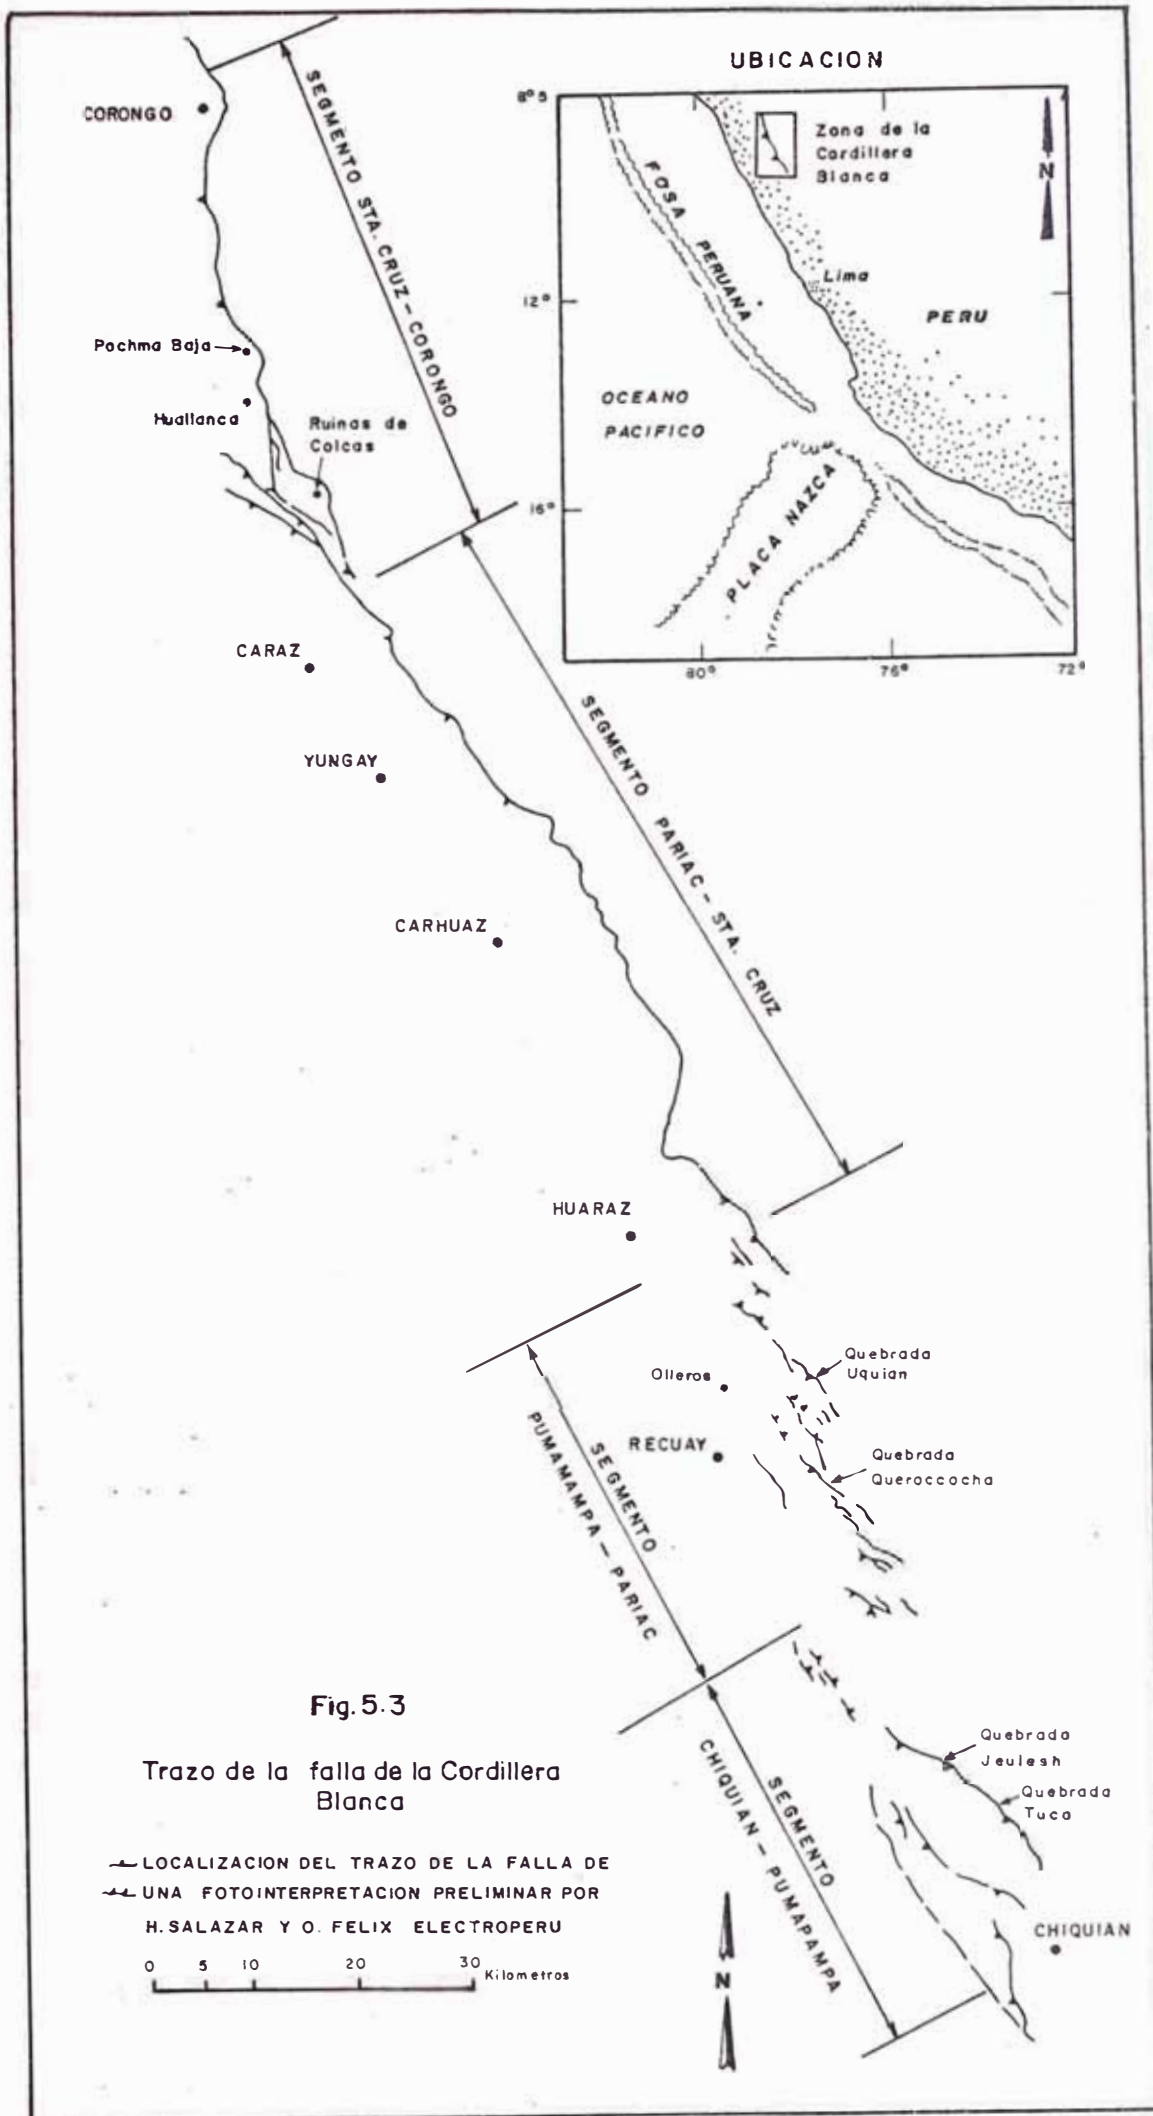 UBICACION
8°S
12°
16°
80°
76°
72°
Zona de la
Cordillera
Blanca
N
FOSA PERUANA
Lima
PERU
OCEANO
PACIFICO
PLACA NAZCA
CORONGO
SEGMENTO STA. CRUZ - CORONGO
Pachma Baja
Huallanca
Ruinas de
Colcas
CARAZ
YUNGAY
SEGMENTO PARIAC - STA. CRUZ
CARHUAZ
HUARAZ
Quebrada
Uquian
Olleros
RECUAY
Quebrada
Queroccocha
SEGMENTO
PUMAMAMPA - PARIAC
Quebrada
Jeulesh
Quebrada
Tuca
SEGMENTO
CHIQUIAN - PUMAPAMPA
CHIQUIAN
N
Fig. 5.3
Trazo de la falla de la Cordillera
Blanca
LOCALIZACION DEL TRAZO DE LA FALLA DE
UNA FOTOINTERPRETACION PRELIMINAR POR
H. SALAZAR Y O. FELIX ELECTROPERU
0 5 10 20 30 Kilometros